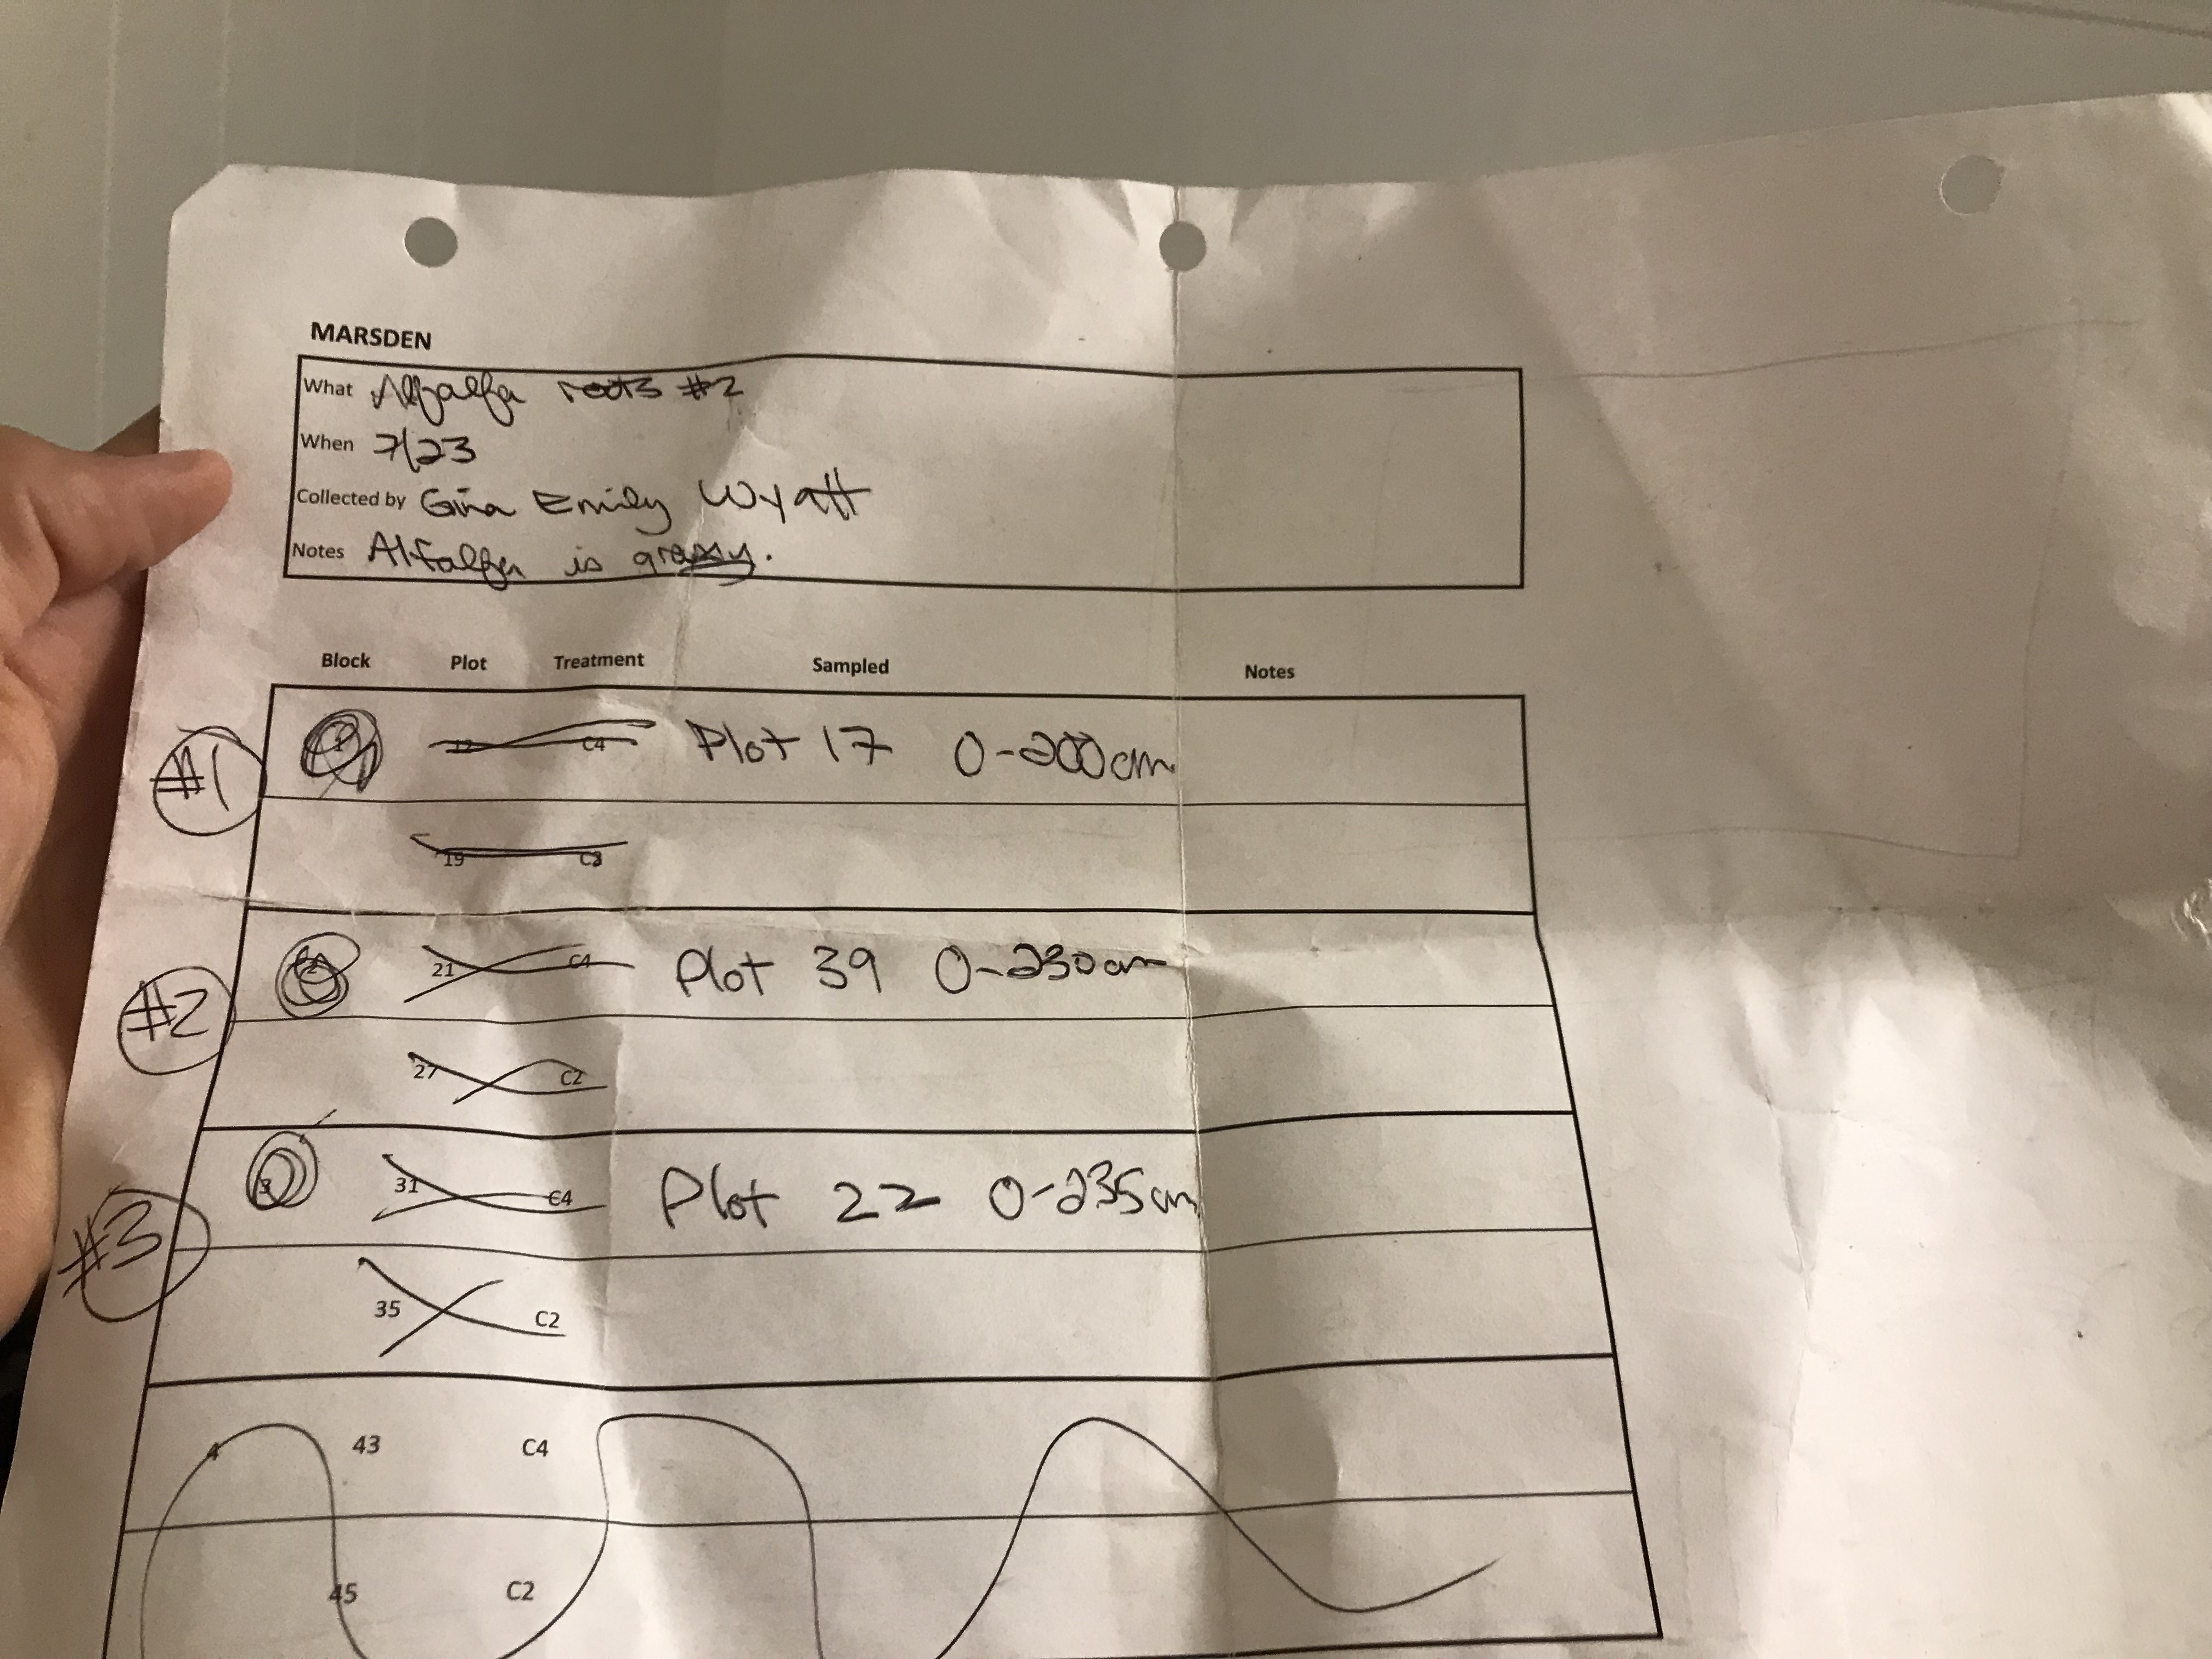 MARSDEN
What Alfalfa roots #2
When 7/23
Collected by Gina Emily Wyatt
Notes Alfalfa is grassy.
Block Plot Treatment Sampled Notes
#1 1 C4 Plot 17 0-200cm
19 C2
#2 2 21 C4 Plot 39 0-230cm
27 C2
#3 3 31 C4 Plot 22 0-235cm
35 C2
4 43 C4
45 C2